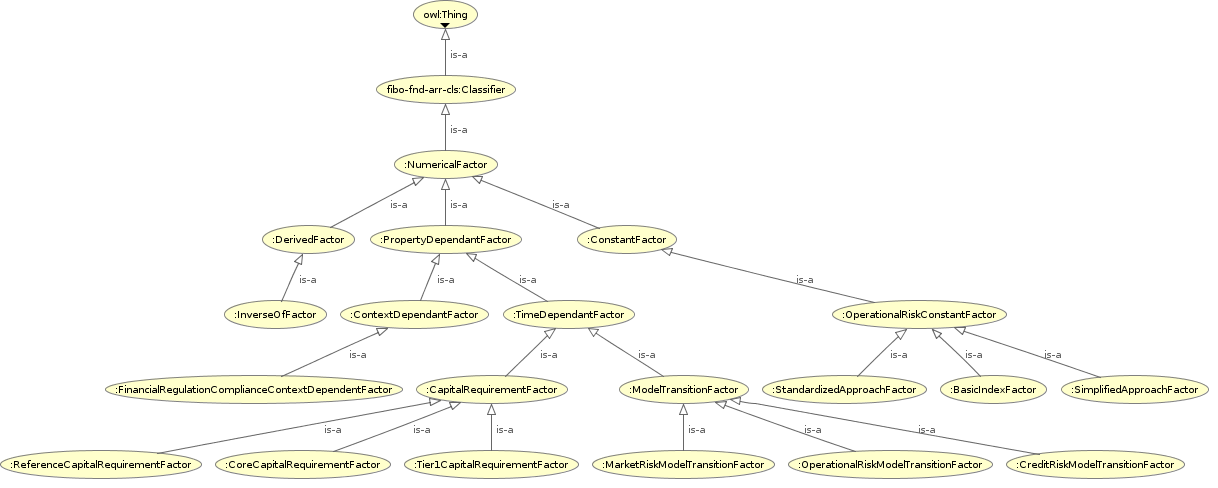 owl:Thing
is-a
fibo-fnd-arr-cls:Classifier
is-a
:NumericalFactor
is-a is-a is-a
:DerivedFactor :PropertyDependantFactor :ConstantFactor
is-a is-a is-a is-a
:InverseOfFactor :ContextDependantFactor :TimeDependantFactor :OperationalRiskConstantFactor
is-a is-a is-a is-a is-a is-a
:FinancialRegulationComplianceContextDependentFactor :CapitalRequirementFactor :ModelTransitionFactor :StandardizedApproachFactor :BasicIndexFactor :SimplifiedApproachFactor
is-a is-a is-a is-a is-a is-a
:ReferenceCapitalRequirementFactor :CoreCapitalRequirementFactor :Tier1CapitalRequirementFactor :MarketRiskModelTransitionFactor :OperationalRiskModelTransitionFactor :CreditRiskModelTransitionFactor